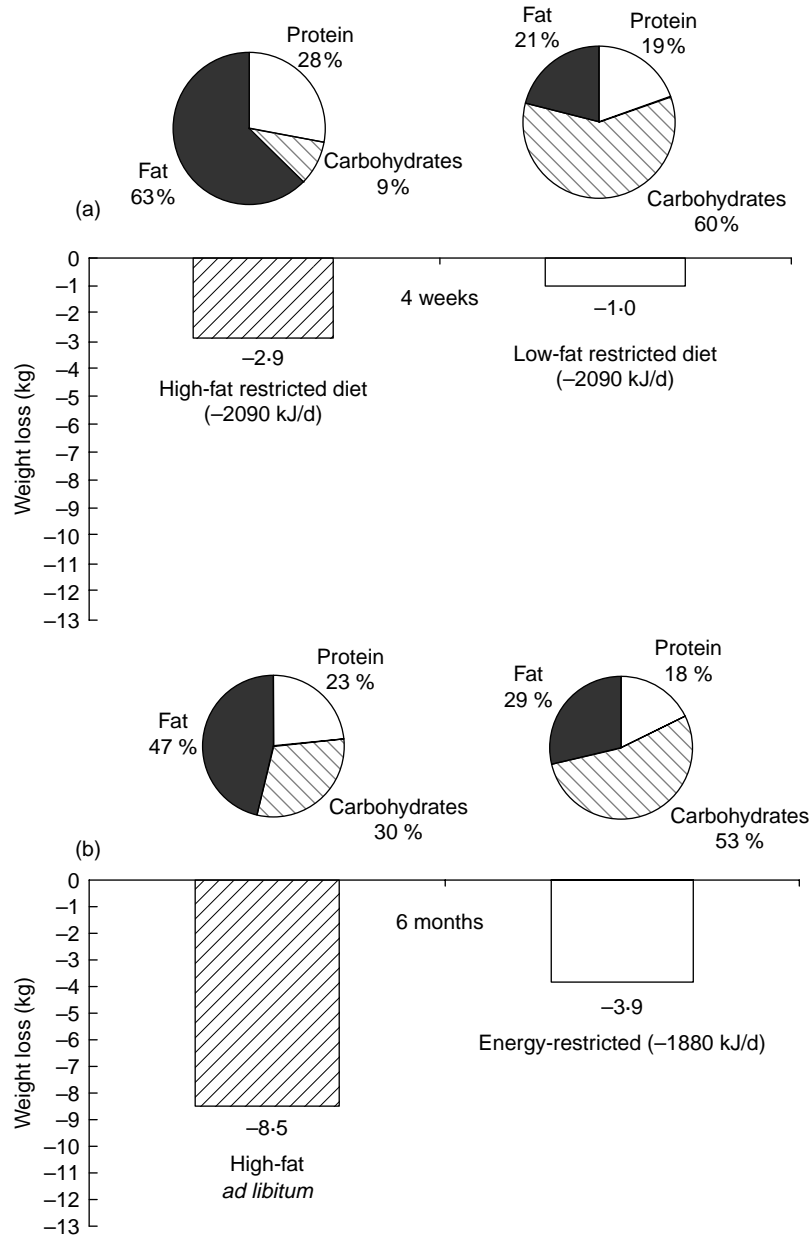 Protein
28%
Carbohydrates
9%
Fat
63%
Fat
21%
Protein
19%
Carbohydrates
60%
(a)
Weight loss (kg)
0
–1
–2
–3
–4
–5
–6
–7
–8
–9
–10
–11
–12
–13
4 weeks
–2·9
High-fat restricted diet
(–2090 kJ/d)
–1·0
Low-fat restricted diet
(–2090 kJ/d)
Protein
23 %
Fat
47 %
Carbohydrates
30 %
Fat
29 %
Protein
18 %
Carbohydrates
53 %
(b)
Weight loss (kg)
0
–1
–2
–3
–4
–5
–6
–7
–8
–9
–10
–11
–12
–13
6 months
–8·5
High-fat
ad libitum
–3·9
Energy-restricted (–1880 kJ/d)